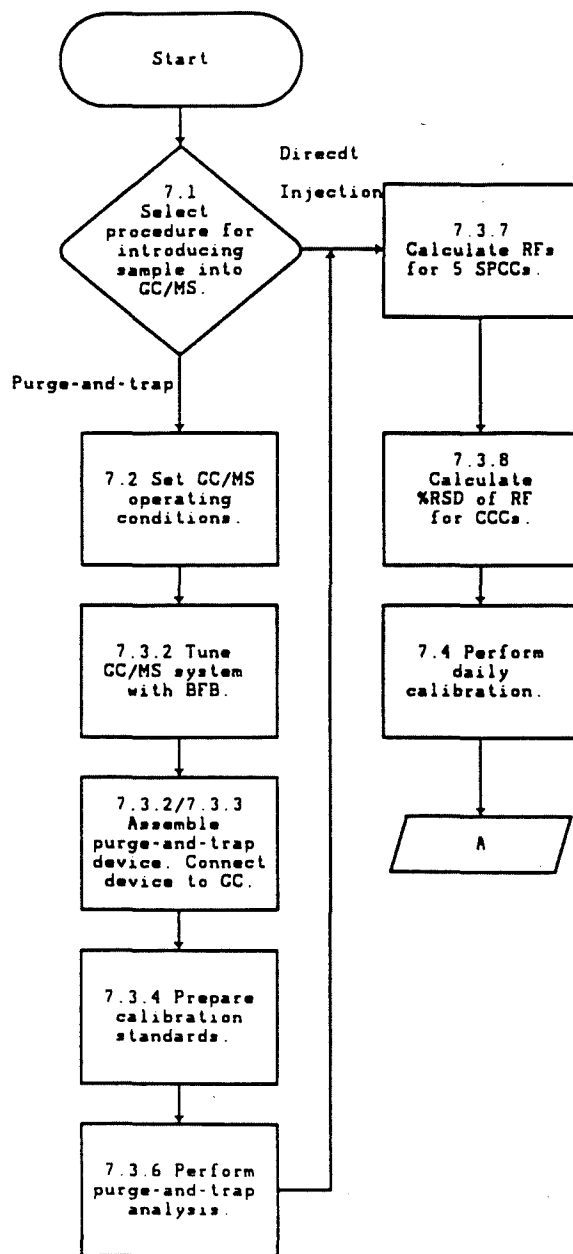 Start
7.1
Select
procedure for
introducing
sample into
GC/MS.
Direcdt
Injection
Purge-and-trap
7.2 Set GC/MS
operating
conditions.
7.3.2 Tune
GC/MS system
with BFB.
7.3.2/7.3.3
Assemble
purge-and-trap
device. Connect
device to GC.
7.3.4 Prepare
calibration
standards.
7.3.6 Perform
purge-and-trap
analysis.
7.3.7
Calculate RFs
for 5 SPCCs.
7.3.8
Calculate
%RSD of RF
for CCCs.
7.4 Perform
daily
calibration.
A